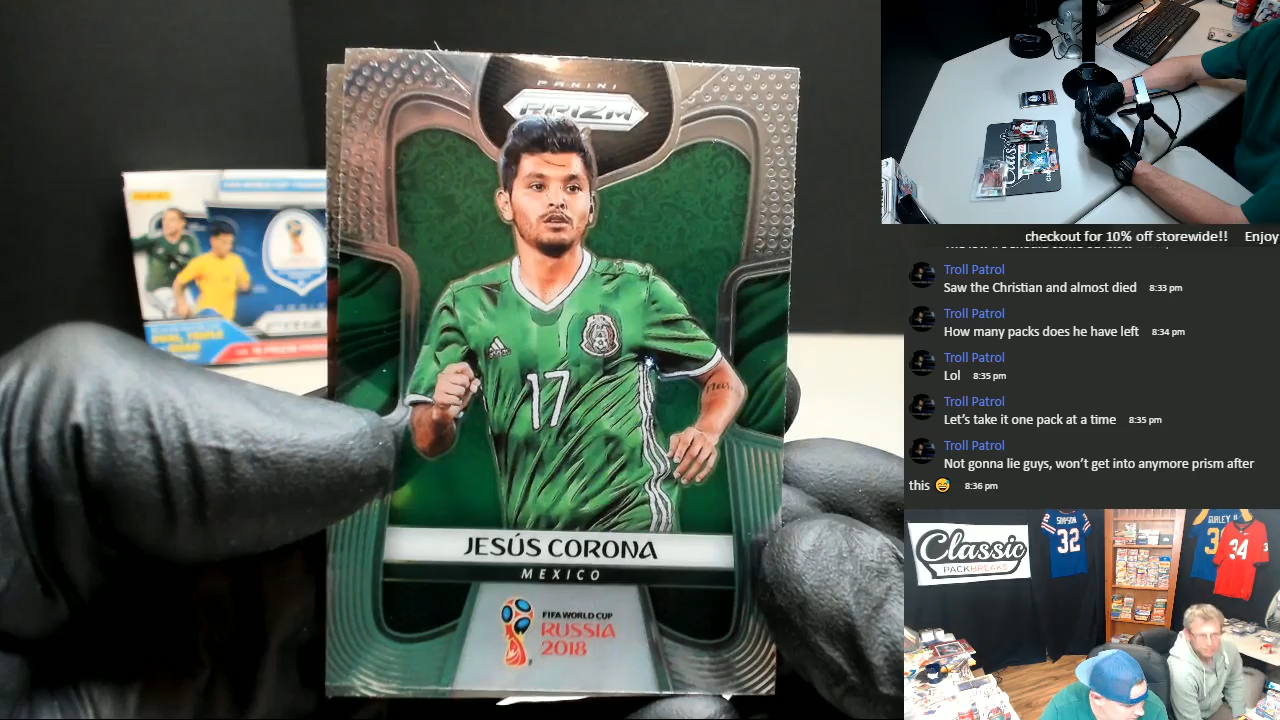 PANINI
PRIZM
17
JESÚS CORONA
MEXICO
FIFA WORLD CUP
RUSSIA
2018
checkout for 10% off storewide!! Enjoy
Troll Patrol
Saw the Christian and almost died 8:33 pm
Troll Patrol
How many packs does he have left 8:34 pm
Troll Patrol
Lol 8:35 pm
Troll Patrol
Let's take it one pack at a time 8:35 pm
Troll Patrol
Not gonna lie guys, won't get into anymore prism after
this 😅 8:36 pm
Classic
PACKBREAKS
SIMPSON
32
GURLEY II
3
34